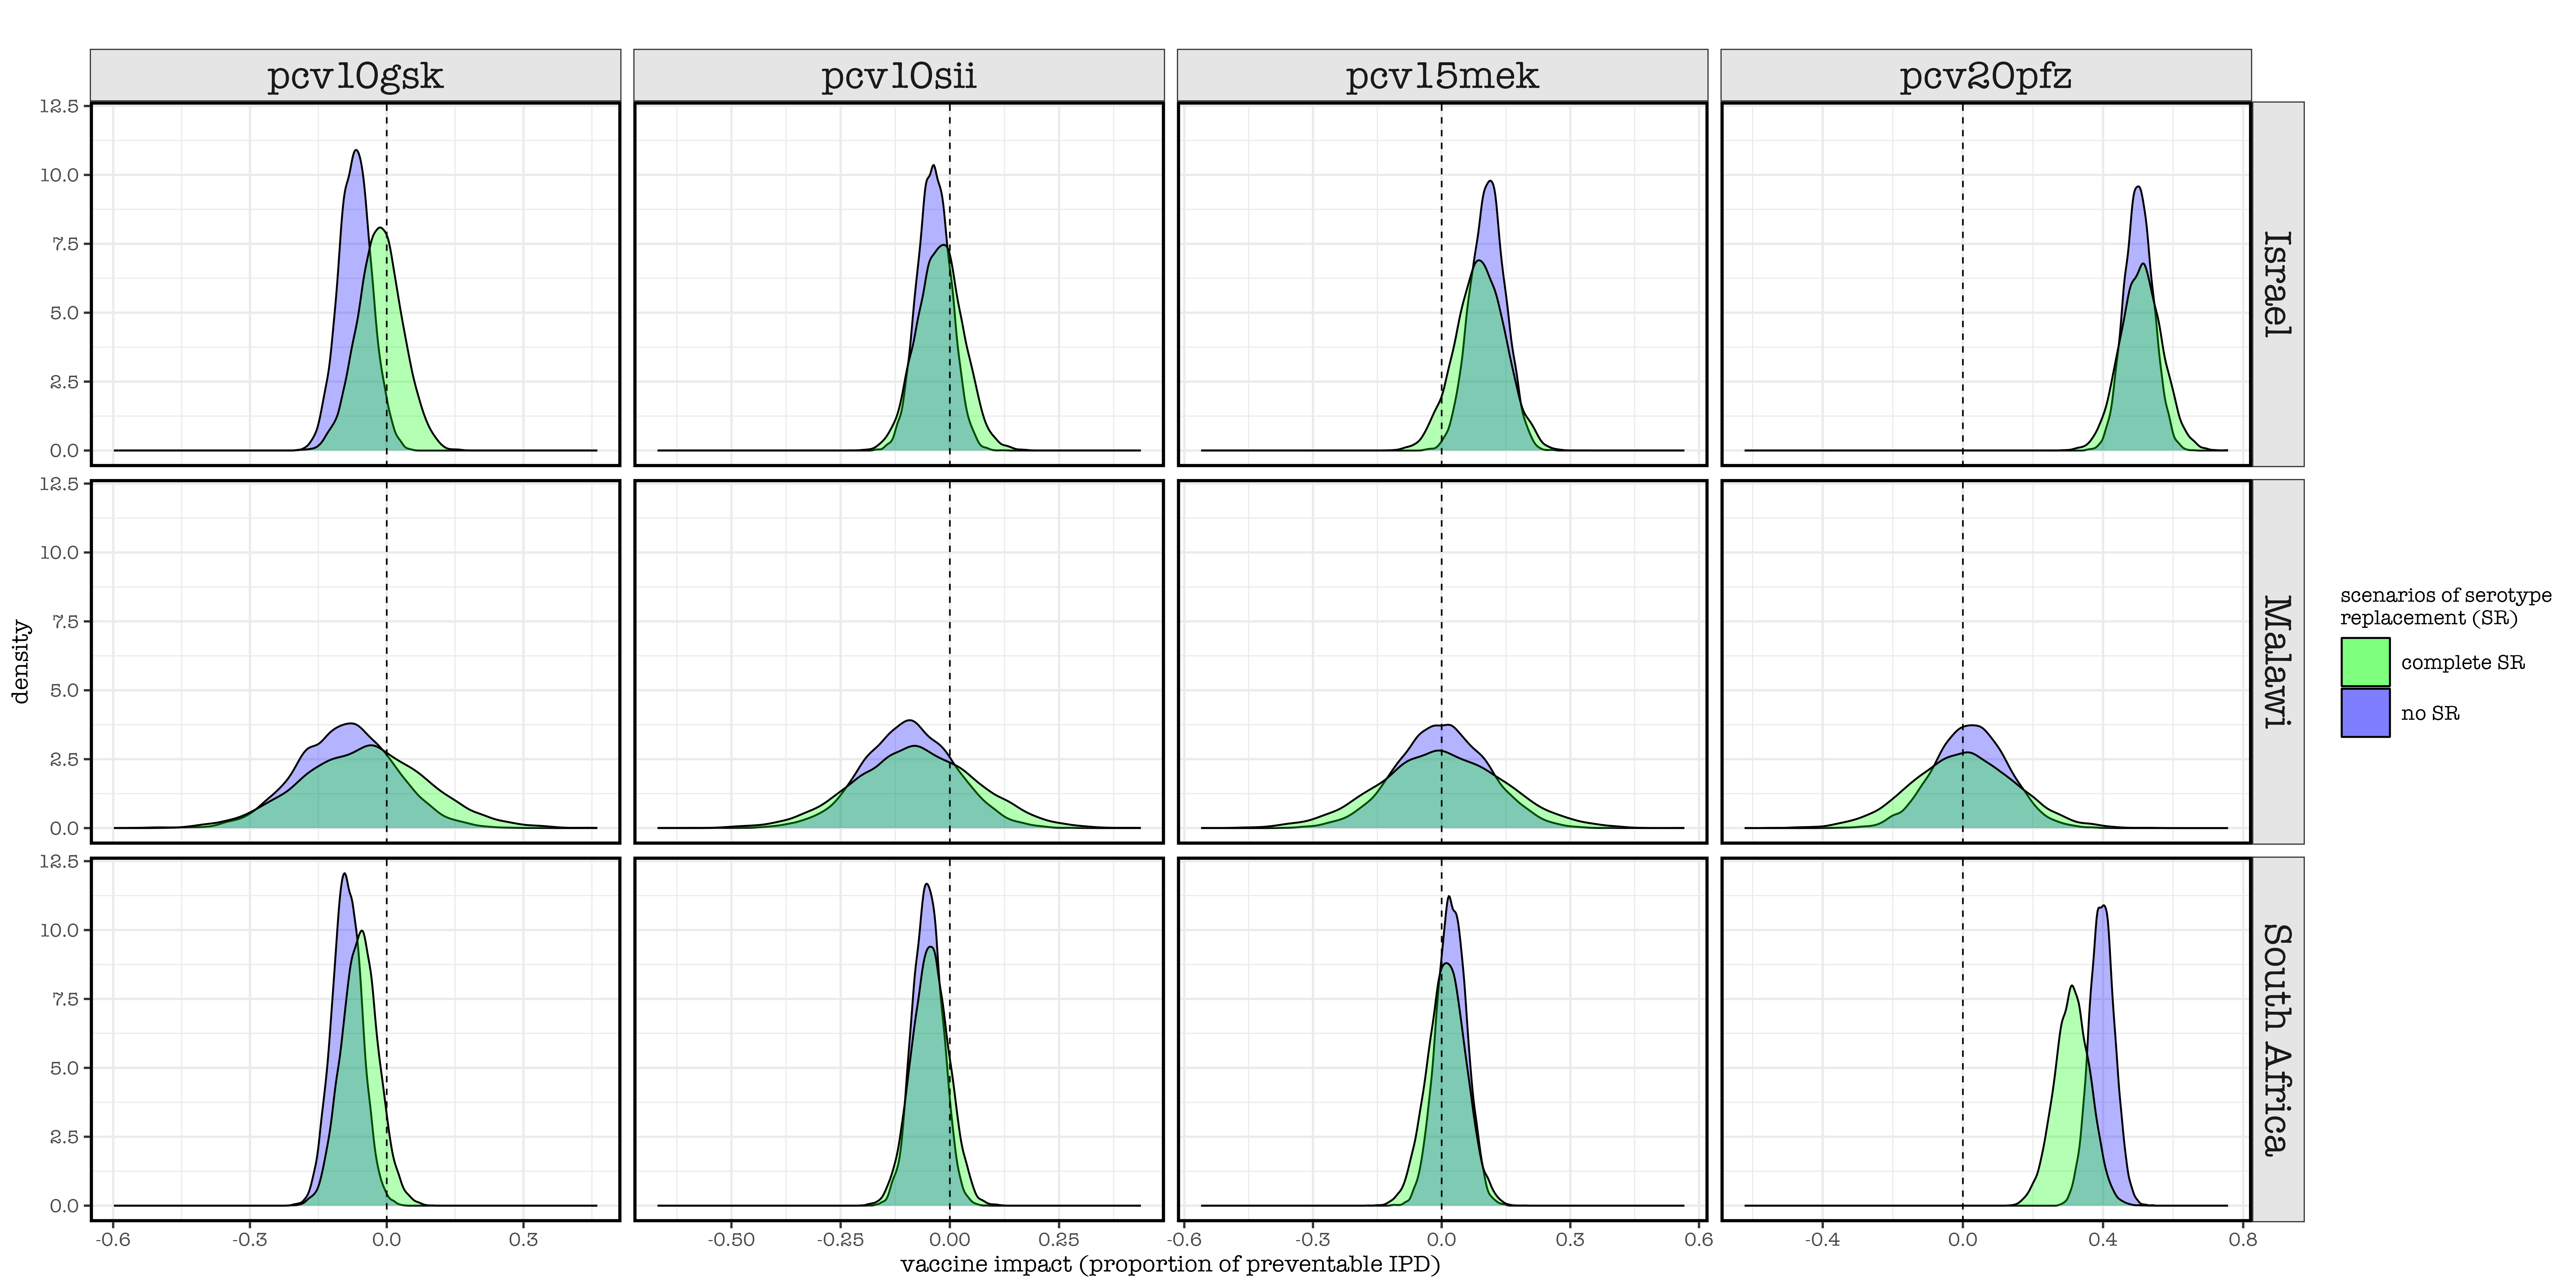 pcv10gsk pcv10sii pcv15mek pcv20pfz
12.5
10.0
7.5
5.0
2.5
0.0
Israel
12.5
10.0
7.5
5.0
2.5
0.0
Malawi
12.5
10.0
7.5
5.0
2.5
0.0
South Africa
density
-0.6 -0.3 0.0 0.3 -0.50 -0.25 0.00 0.25 -0.6 -0.3 0.0 0.3 0.6 -0.4 0.0 0.4 0.8
vaccine impact (proportion of preventable IPD)
scenarios of serotype
replacement (SR)
complete SR
no SR